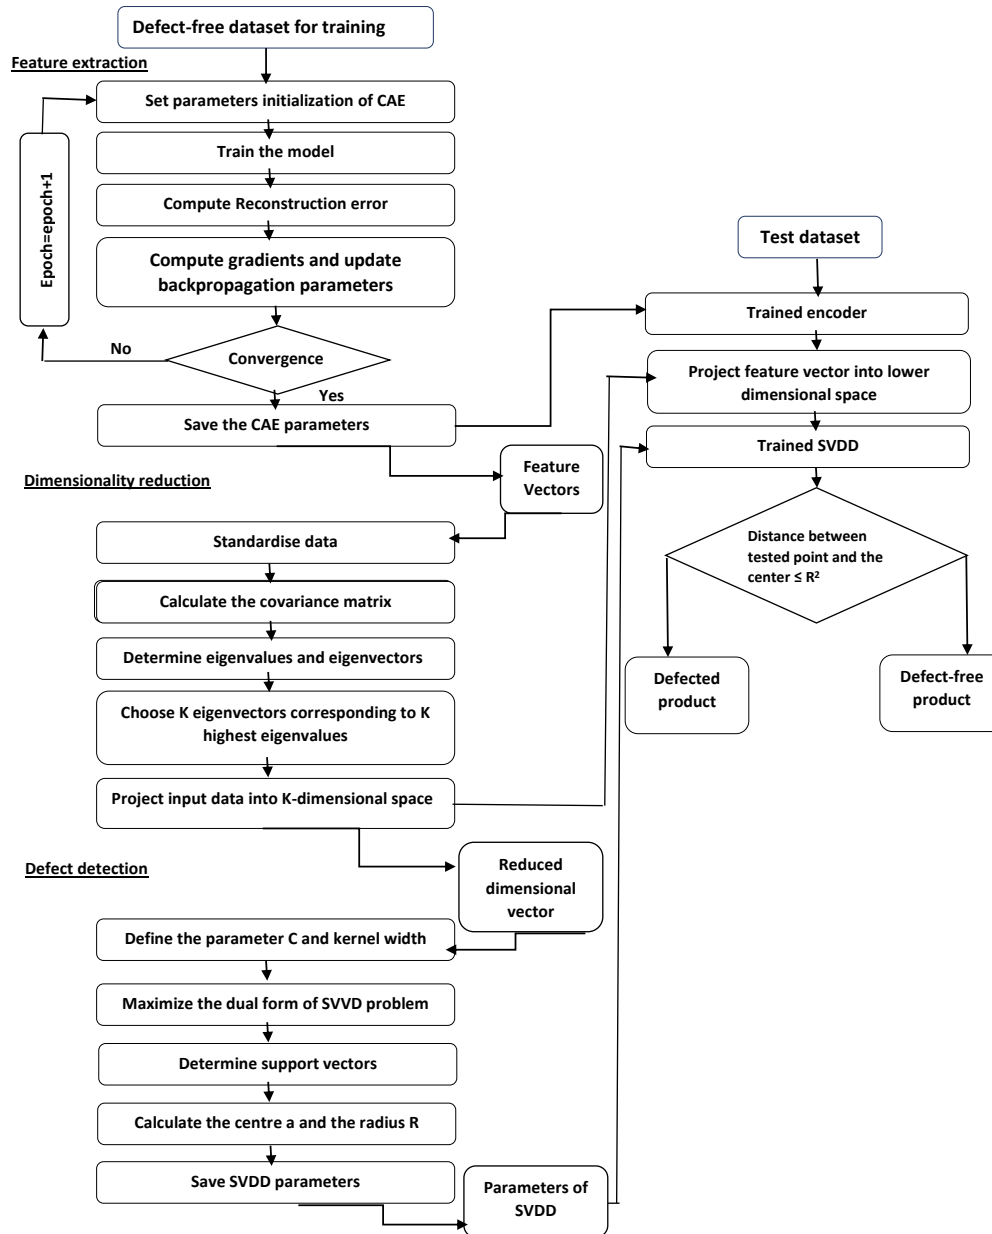 Defect-free dataset for training
Feature extraction
Set parameters initialization of CAE
Train the model
Compute Reconstruction error
Compute gradients and update
backpropagation parameters
Epoch=epoch+1
Convergence
No
Yes
Save the CAE parameters
Feature
Vectors
Dimensionality reduction
Standardise data
Calculate the covariance matrix
Determine eigenvalues and eigenvectors
Choose K eigenvectors corresponding to K
highest eigenvalues
Project input data into K-dimensional space
Reduced
dimensional
vector
Defect detection
Define the parameter C and kernel width
Maximize the dual form of SVVD problem
Determine support vectors
Calculate the centre a and the radius R
Save SVDD parameters
Parameters of
SVDD
Test dataset
Trained encoder
Project feature vector into lower
dimensional space
Trained SVDD
Distance between
tested point and the
center ≤ R²
Defected
product
Defect-free
product